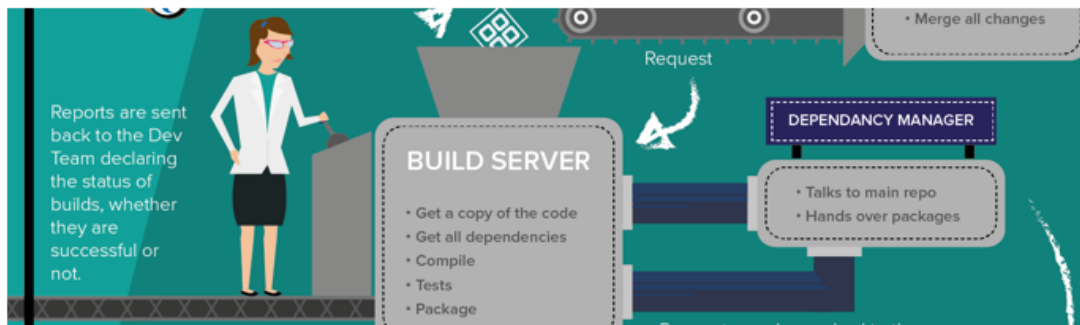 • Merge all changes
Request
Reports are sent
back to the Dev
Team declaring
the status of
builds, whether
they are
successful or
not.
BUILD SERVER
• Get a copy of the code
• Get all dependencies
• Compile
• Tests
• Package
DEPENDANCY MANAGER
• Talks to main repo
• Hands over packages